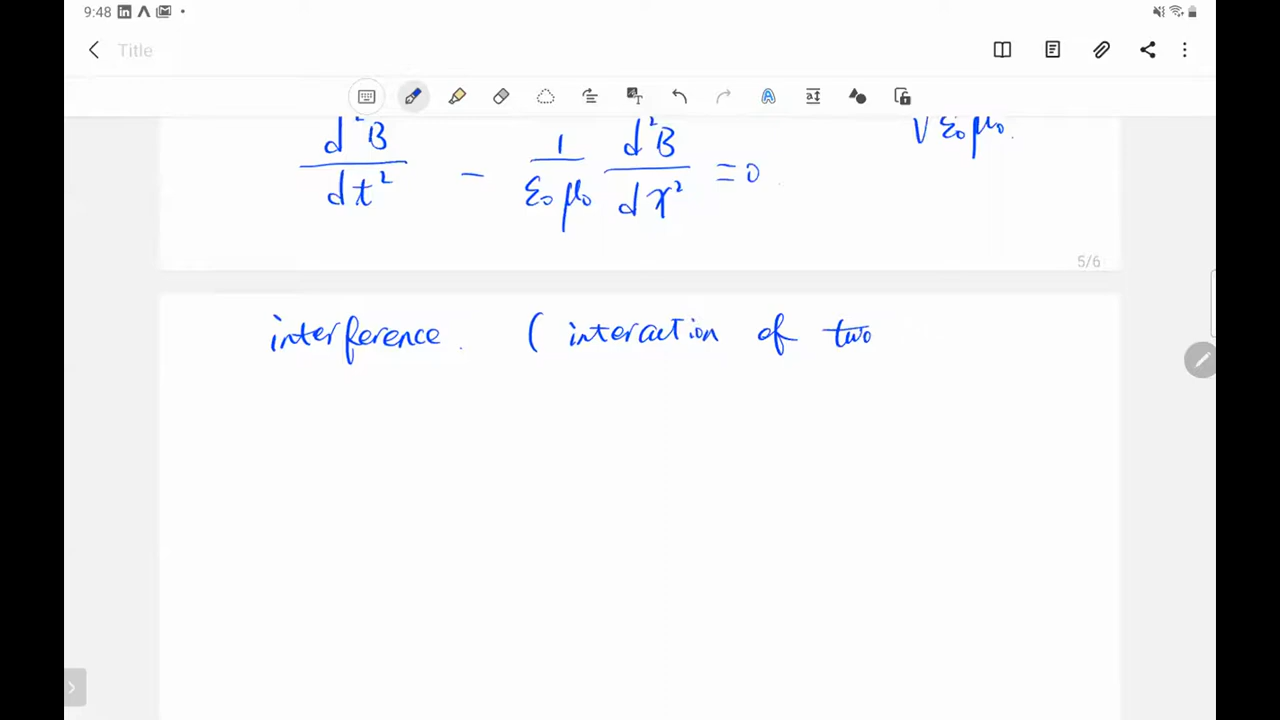 9:48
Title
d²B/dt² - 1/ε₀μ₀ d²B/dx² = 0
√ε₀μ₀.
5/6
interference. ( interaction of two